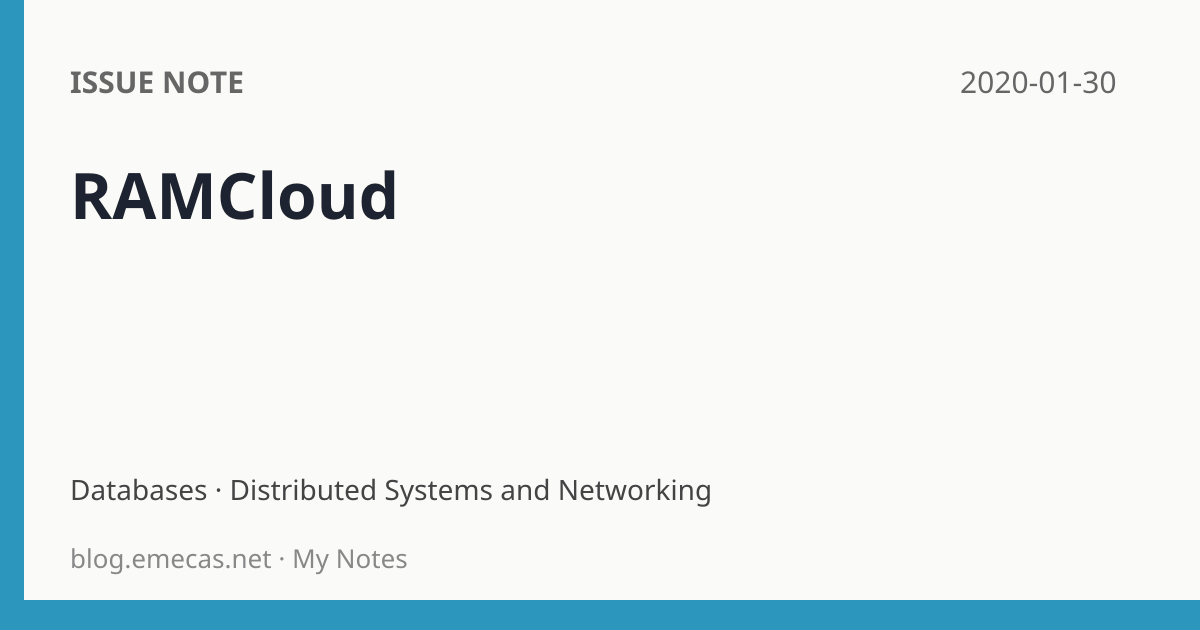 ISSUE NOTE
2020-01-30
RAMCloud
Databases · Distributed Systems and Networking
blog.emecas.net · My Notes